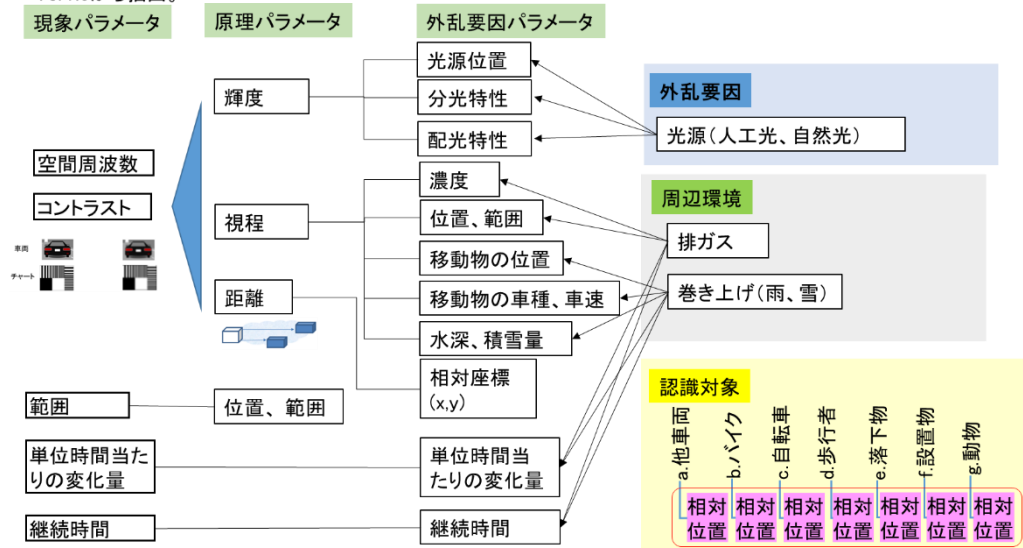 現象パラメータ
原理パラメータ
外乱要因パラメータ
空間周波数
コントラスト
車両
チャート
範囲
単位時間当た
りの変化量
継続時間
輝度
視程
距離
位置、範囲
光源位置
分光特性
配光特性
濃度
位置、範囲
移動物の位置
移動物の車種、車速
水深、積雪量
相対座標
(x,y)
単位時間当
たりの変化量
継続時間
外乱要因
光源(人工光、自然光)
周辺環境
排ガス
巻き上げ(雨、雪)
認識対象
a.他車両
b.バイク
c.自転車
d.歩行者
e.落下物
f.設置物
g.動物
相対
位置
相対
位置
相対
位置
相対
位置
相対
位置
相対
位置
相対
位置